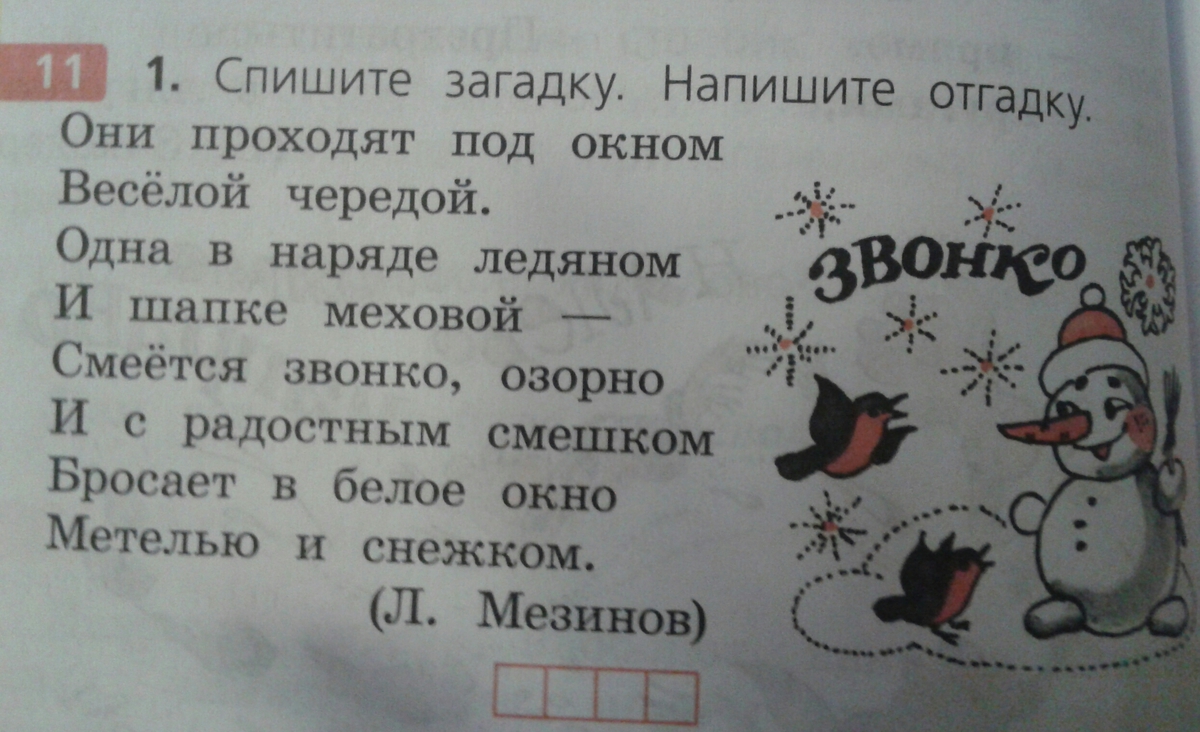 11 1. Спишите загадку. Напишите отгадку.
Они проходят под окном
Весёлой чередой.
Одна в наряде ледяном
И шапке меховой —
Смеётся звонко, озорно
И с радостным смешком
Бросает в белое окно
Метелью и снежком.
(Л. Мезинов)
ЗВОНКО